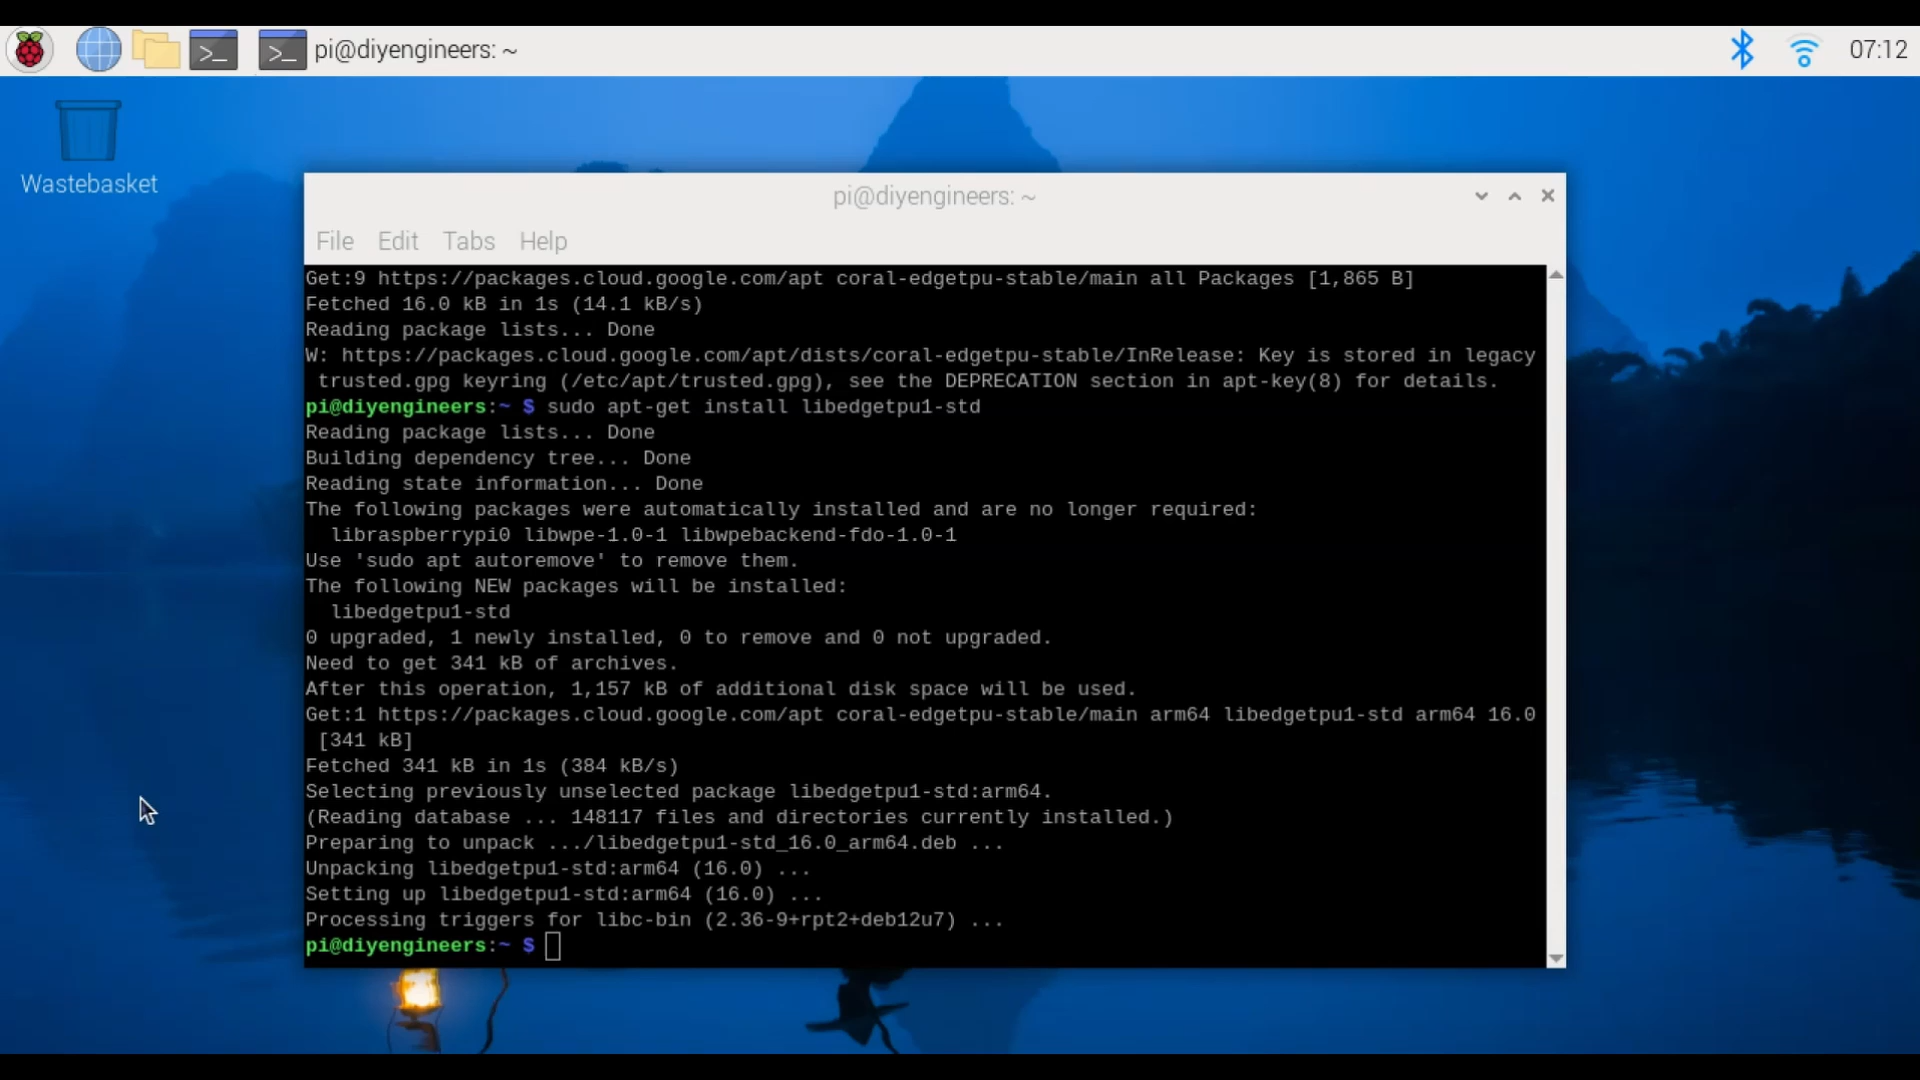 pi@diyengineers: ~
07:12
Wastebasket
pi@diyengineers: ~
File Edit Tabs Help
Get:9 https://packages.cloud.google.com/apt coral-edgetpu-stable/main all Packages [1,865 B]
Fetched 16.0 kB in 1s (14.1 kB/s)
Reading package lists... Done
W: https://packages.cloud.google.com/apt/dists/coral-edgetpu-stable/InRelease: Key is stored in legacy
trusted.gpg keyring (/etc/apt/trusted.gpg), see the DEPRECATION section in apt-key(8) for details.
pi@diyengineers:~ $ sudo apt-get install libedgetpu1-std
Reading package lists... Done
Building dependency tree... Done
Reading state information... Done
The following packages were automatically installed and are no longer required:
libraspberrypi0 libwpe-1.0-1 libwpebackend-fdo-1.0-1
Use 'sudo apt autoremove' to remove them.
The following NEW packages will be installed:
libedgetpu1-std
0 upgraded, 1 newly installed, 0 to remove and 0 not upgraded.
Need to get 341 kB of archives.
After this operation, 1,157 kB of additional disk space will be used.
Get:1 https://packages.cloud.google.com/apt coral-edgetpu-stable/main arm64 libedgetpu1-std arm64 16.0
[341 kB]
Fetched 341 kB in 1s (384 kB/s)
Selecting previously unselected package libedgetpu1-std:arm64.
(Reading database ... 148117 files and directories currently installed.)
Preparing to unpack .../libedgetpu1-std_16.0_arm64.deb ...
Unpacking libedgetpu1-std:arm64 (16.0) ...
Setting up libedgetpu1-std:arm64 (16.0) ...
Processing triggers for libc-bin (2.36-9+rpt2+deb12u7) ...
pi@diyengineers:~ $